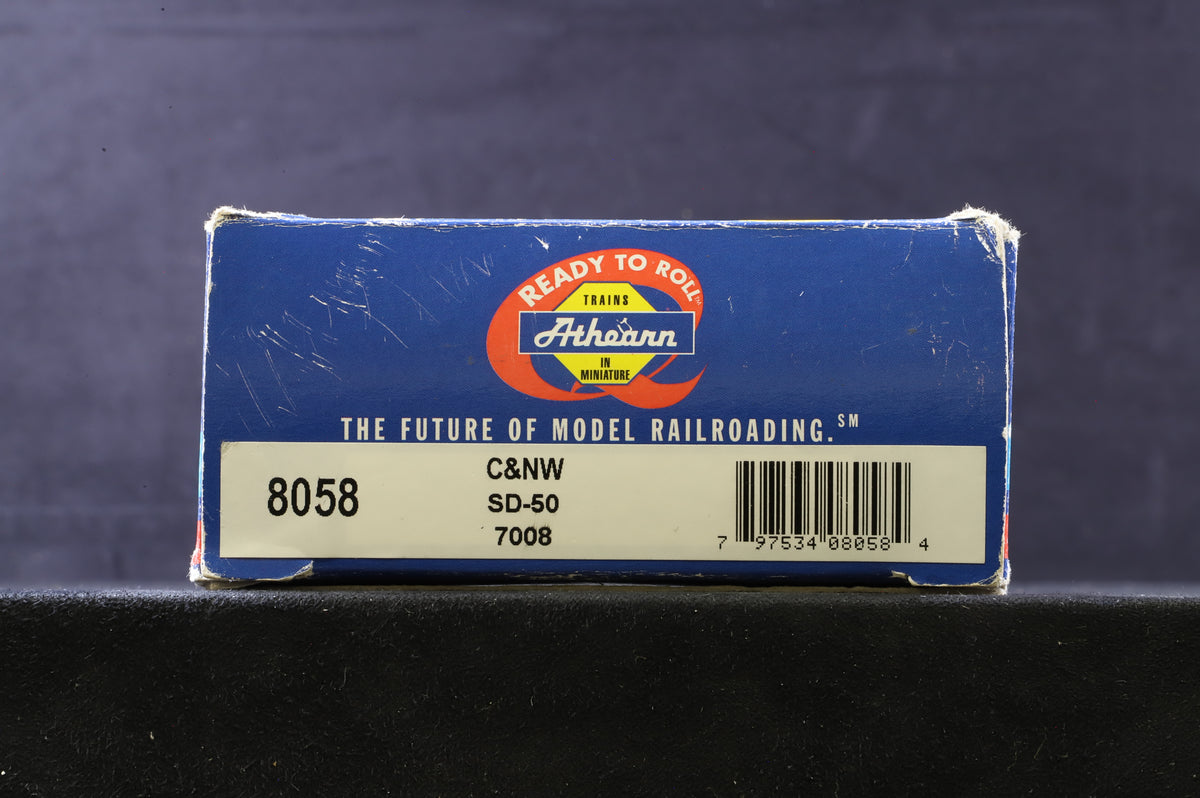 READY TO ROLL™
TRAINS
Athearn
IN
MINIATURE
THE FUTURE OF MODEL RAILROADING.℠
8058
C&NW
SD-50
7008
7 97534 08058 4